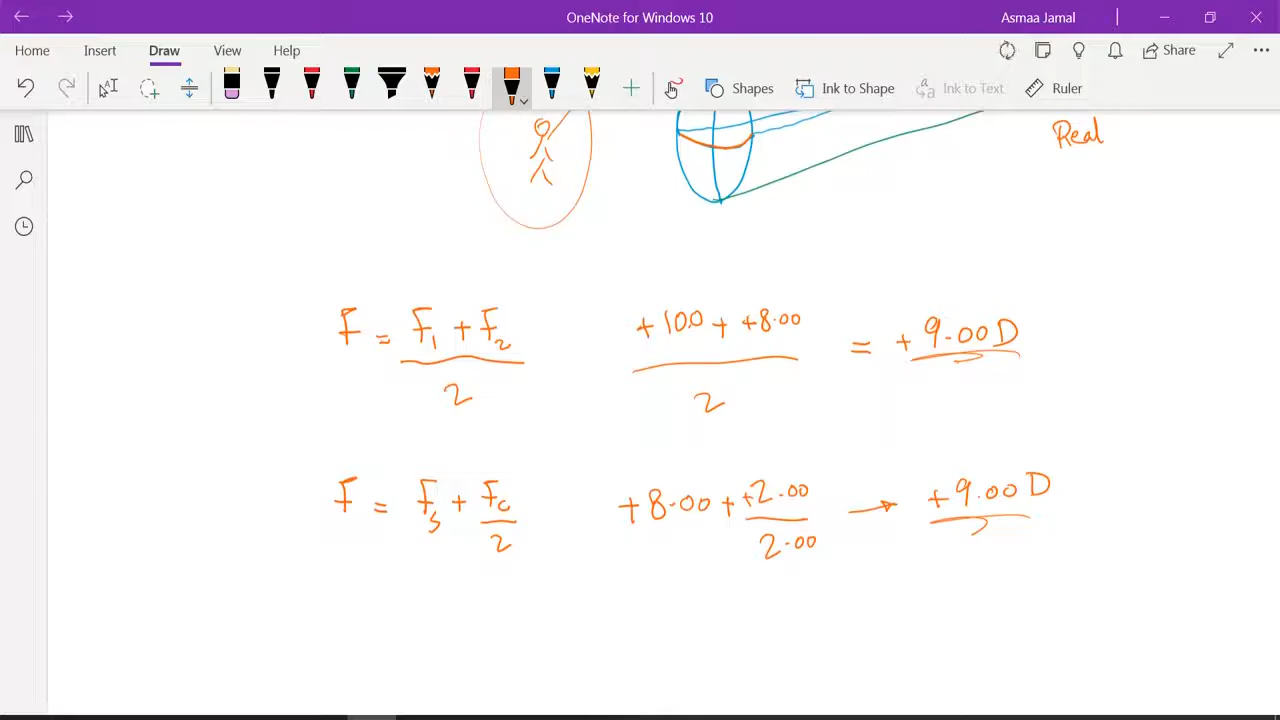 OneNote for Windows 10
Asmaa Jamal
Home Insert Draw View Help
Share
Shapes Ink to Shape Ink to Text Ruler
Real
F = F₁ + F₂ / 2 +10.0 + +8.00 / 2 = +9.00 D
F = Fs + Fc / 2 +8.00 + +2.00 / 2.00 → +9.00 D